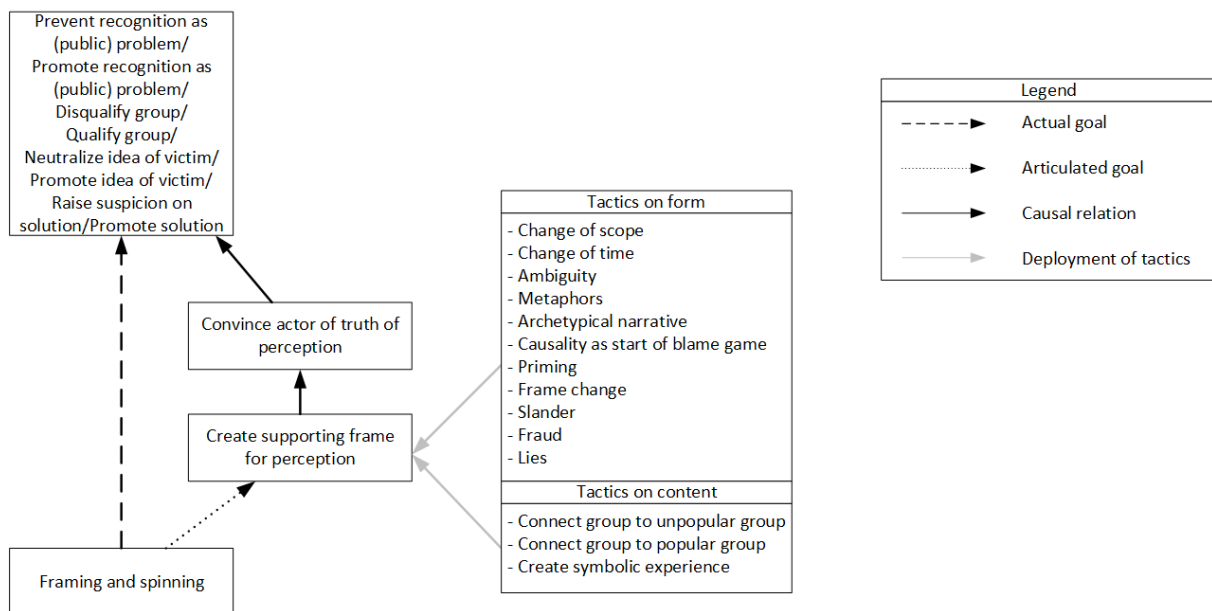 Prevent recognition as
(public) problem/
Promote recognition as
(public) problem/
Disqualify group/
Qualify group/
Neutralize idea of victim/
Promote idea of victim/
Raise suspicion on
solution/Promote solution
Convince actor of truth of
perception
Create supporting frame
for perception
Framing and spinning
Tactics on form
- Change of scope
- Change of time
- Ambiguity
- Metaphors
- Archetypical narrative
- Causality as start of blame game
- Priming
- Frame change
- Slander
- Fraud
- Lies
Tactics on content
- Connect group to unpopular group
- Connect group to popular group
- Create symbolic experience
Legend
Actual goal
Articulated goal
Causal relation
Deployment of tactics